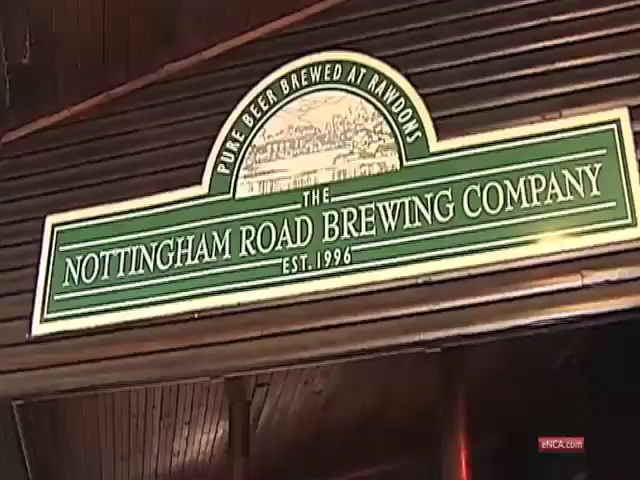 PURE BEER BREWED AT RAWDONS
THE
NOTTINGHAM ROAD BREWING COMPANY
EST. 1996
eNCA.com